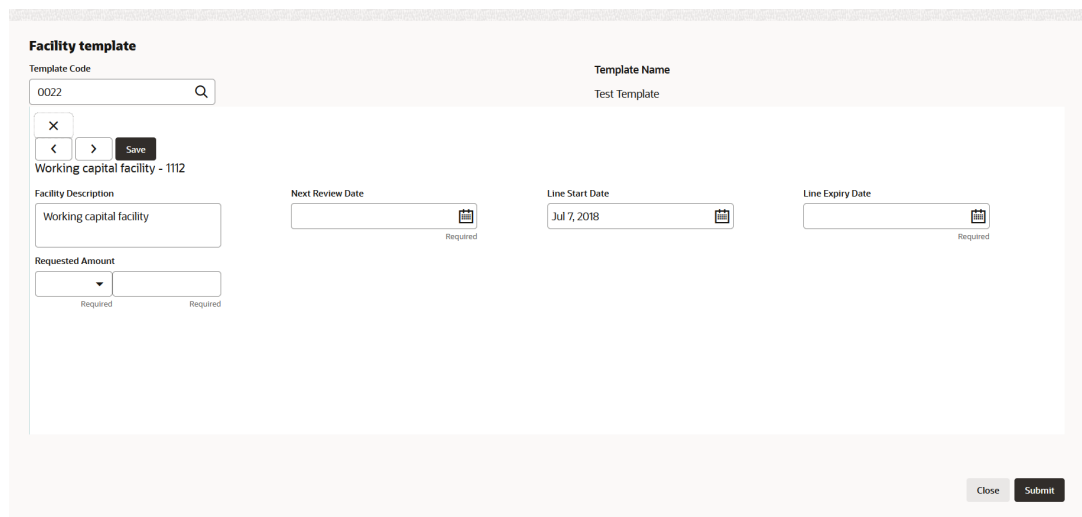 Facility template
Template Code
Template Name
0022
Test Template
Save
Working capital facility - 1112
Facility Description
Next Review Date
Line Start Date
Line Expiry Date
Working capital facility
Jul 7, 2018
Required
Required
Requested Amount
Required
Required
Close
Submit